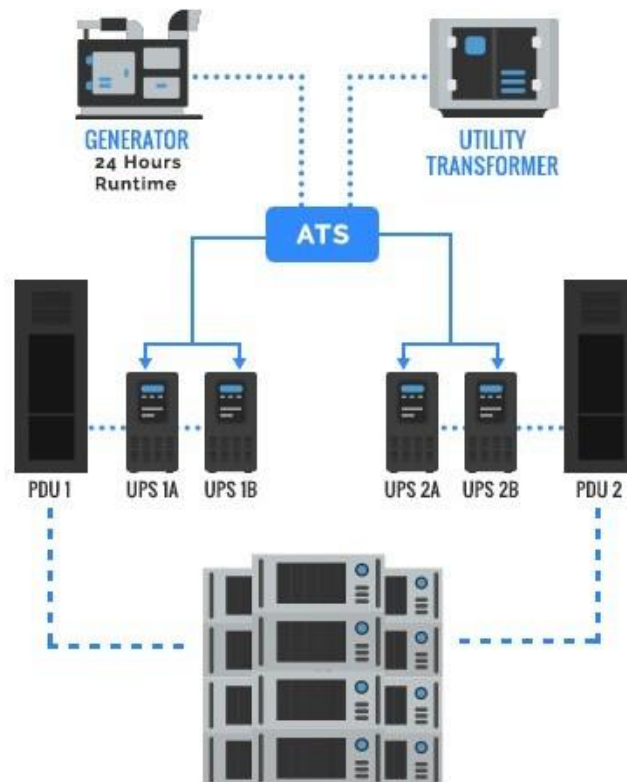 GENERATOR
24 Hours
Runtime
UTILITY
TRANSFORMER
ATS
PDU 1
UPS 1A
UPS 1B
UPS 2A
UPS 2B
PDU 2